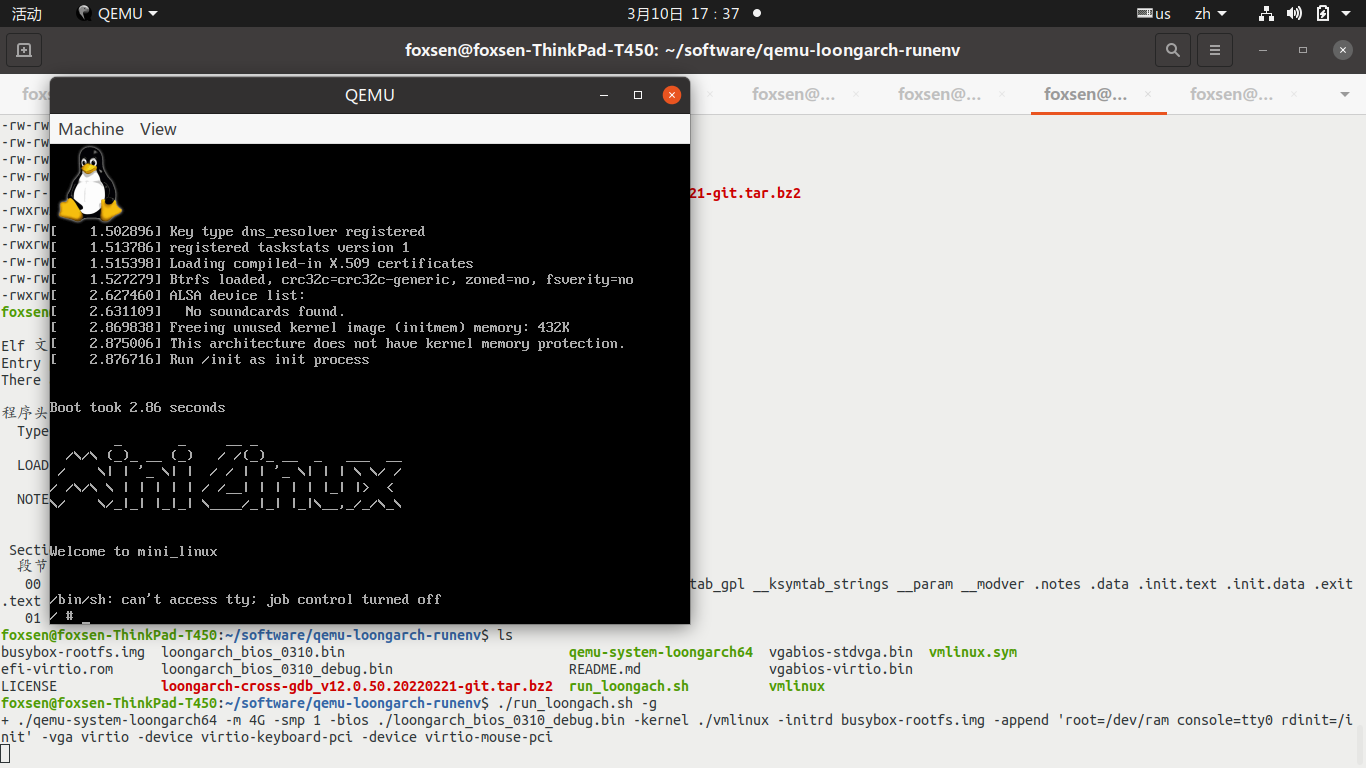 活动 QEMU 3月10日 17：37 us zh
foxsen@foxsen-ThinkPad-T450: ~/software/qemu-loongarch-runenv
fox foxsen@... foxsen@... foxsen@... foxsen@...
QEMU
Machine View
-rw-rw
-rw-rw
-rw-rw
-rw-rw
-rw-r- 21-git.tar.bz2
-rwxrw
-rw-rw
-rwxrw
-rw-rw
-rw-rw
-rwxrw
foxsen
Elf 文
Entry
There
程序头
Type
LOAD
NOTE
Secti
段节
00 tab_gpl __ksymtab_strings __param __modver .notes .data .init.text .init.data .exit
.text
01
[    1.502896] Key type dns_resolver registered
[    1.513786] registered taskstats version 1
[    1.515398] Loading compiled-in X.509 certificates
[    1.527279] Btrfs loaded, crc32c=crc32c-generic, zoned=no, fsverity=no
[    2.627460] ALSA device list:
[    2.631109]   No soundcards found.
[    2.869838] Freeing unused kernel image (initmem) memory: 432K
[    2.875006] This architecture does not have kernel memory protection.
[    2.876716] Run /init as init process
Boot took 2.86 seconds
Mini Linux
Welcome to mini_linux
/bin/sh: can't access tty; job control turned off
/ # _
foxsen@foxsen-ThinkPad-T450:~/software/qemu-loongarch-runenv$ ls
busybox-rootfs.img loongarch_bios_0310.bin qemu-system-loongarch64 vgabios-stdvga.bin vmlinux.sym
efi-virtio.rom loongarch_bios_0310_debug.bin README.md vgabios-virtio.bin
LICENSE loongarch-cross-gdb_v12.0.50.20220221-git.tar.bz2 run_loongach.sh vmlinux
foxsen@foxsen-ThinkPad-T450:~/software/qemu-loongarch-runenv$ ./run_loongach.sh -g
+ ./qemu-system-loongarch64 -m 4G -smp 1 -bios ./loongarch_bios_0310_debug.bin -kernel ./vmlinux -initrd busybox-rootfs.img -append 'root=/dev/ram console=tty0 rdinit=/i
nit' -vga virtio -device virtio-keyboard-pci -device virtio-mouse-pci